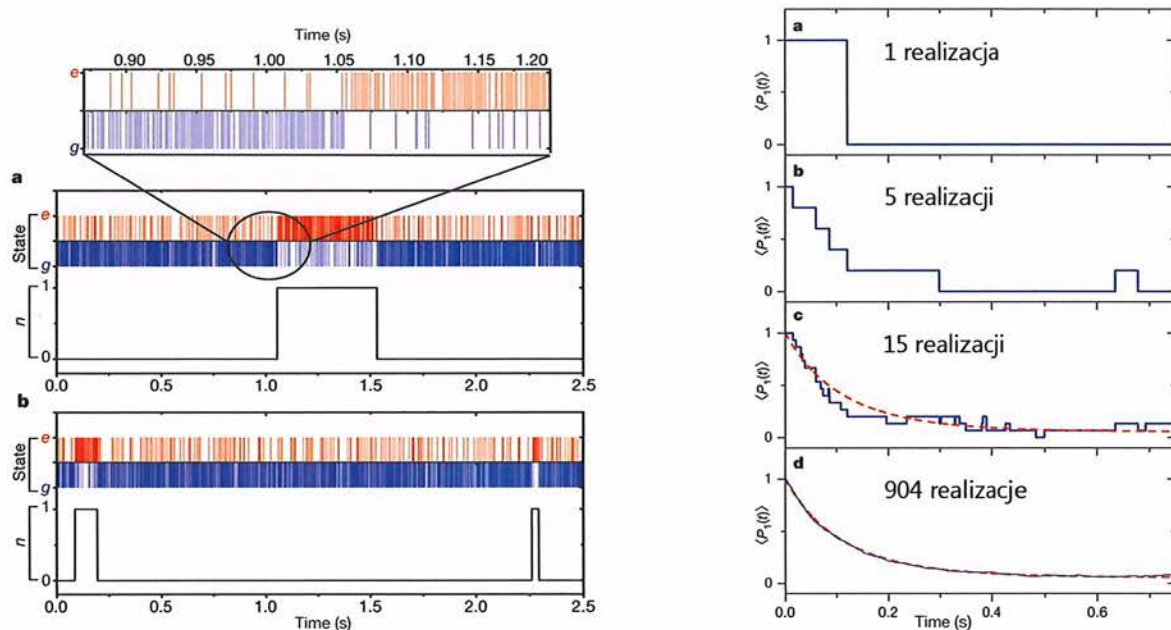 Time (s)
0.90 0.95 1.00 1.05 1.10 1.15 1.20
e
g
a
State
e
g
n
1
0
0.0 0.5 1.0 1.5 2.0 2.5
b
State
e
g
n
1
0
0.0 0.5 1.0 1.5 2.0 2.5
Time (s)
a
1 realizacja
⟨P₁(t)⟩
1
0
b
5 realizacji
⟨P₁(t)⟩
1
0
c
15 realizacji
⟨P₁(t)⟩
1
0
d
904 realizacje
⟨P₁(t)⟩
1
0
0.0 0.2 0.4 0.6
Time (s)